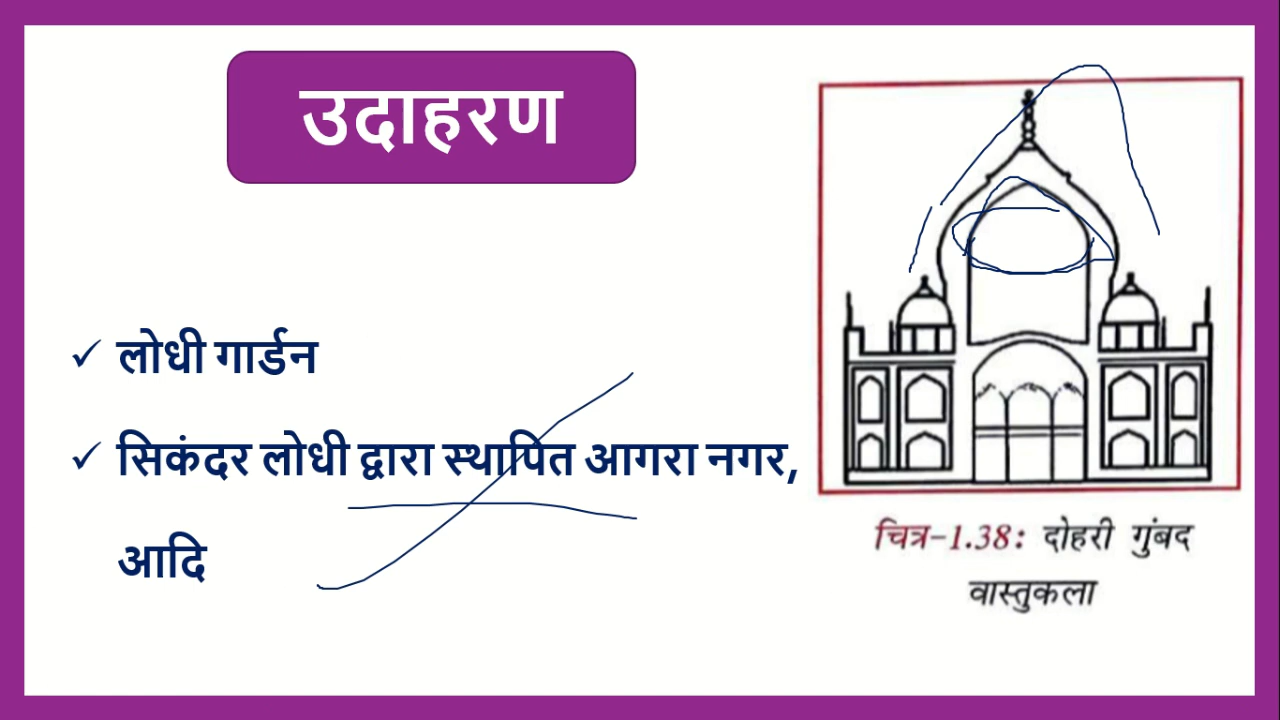 उदाहरण
✓ लोधी गार्डन
✓ सिकंदर लोधी द्वारा स्थापित आगरा नगर,
आदि
चित्र-1.38: दोहरी गुंबद
वास्तुकला